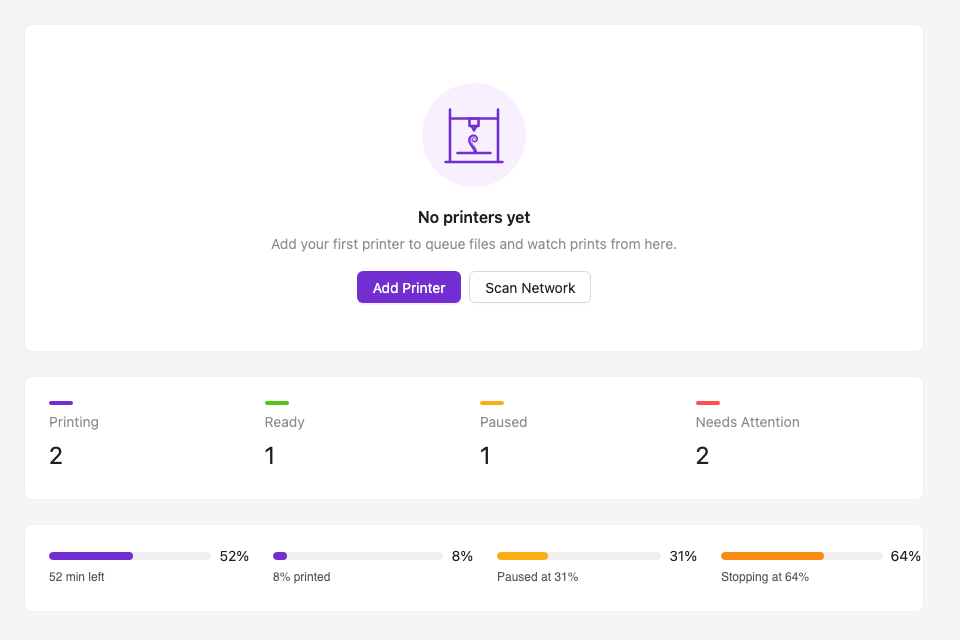 No printers yet
Add your first printer to queue files and watch prints from here.
Add Printer
Scan Network
Printing
Ready
Paused
Needs Attention
2
1
1
2
52%
8%
31%
64%
52 min left
8% printed
Paused at 31%
Stopping at 64%